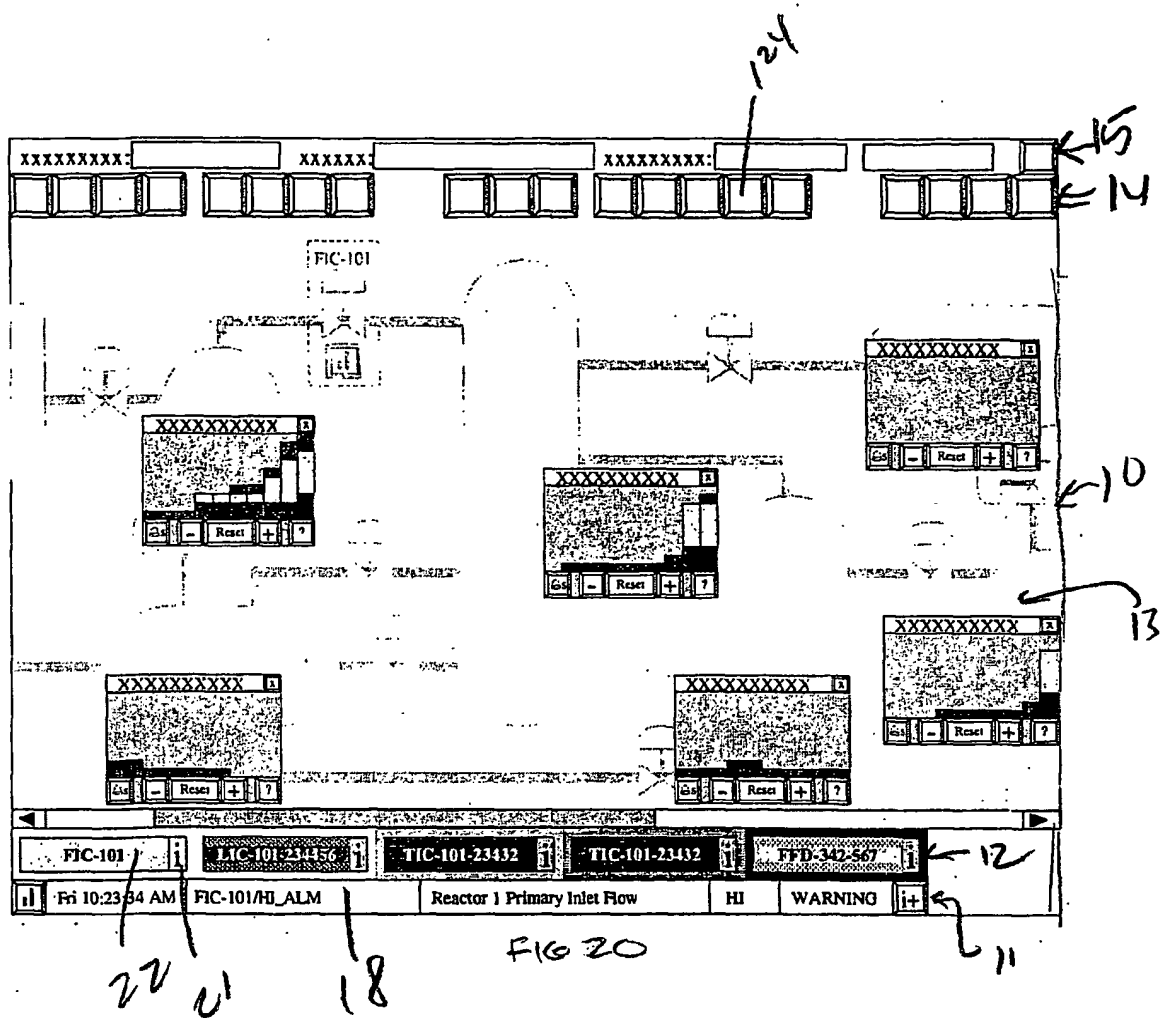 124
15
XXXXXXXXX: XXXXXX: XXXXXXXXX:
14
FIC-101
XXXXXXXXXX x
XXXXXXXXXX x
Reset + ?
XXXXXXXXXX x
10
- Reset + ?
- Reset + ?
13
XXXXXXXXXX x
XXXXXXXXXX x
XXXXXXXXXX x
- Reset + ?
- Reset + ?
- Reset + ?
FIC-101 i LIC-101-234456 i TIC-101-23432 i TIC-101-23432 i FFD-342-567 i
12
Fri 10:23:34 AM FIC-101/HI_ALM Reactor 1 Primary Inlet Flow HI WARNING i+
11
FIG 20
22 21 18